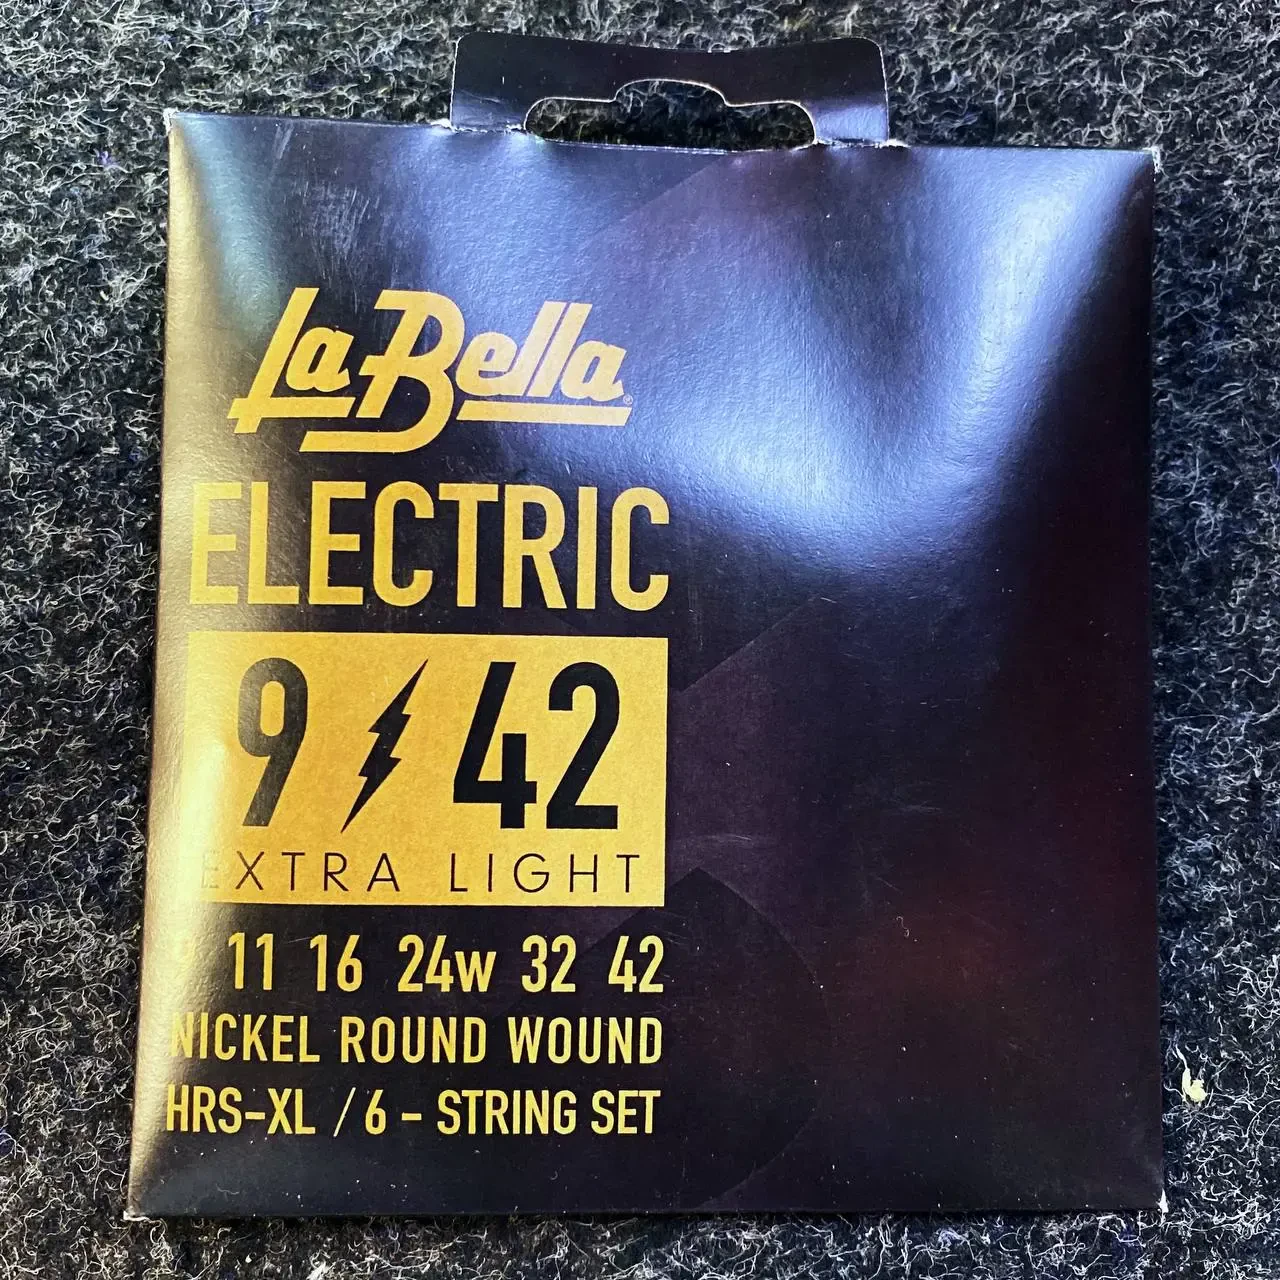 La Bella®
ELECTRIC
9 42
EXTRA LIGHT
9 11 16 24w 32 42
NICKEL ROUND WOUND
HRS-XL / 6 - STRING SET